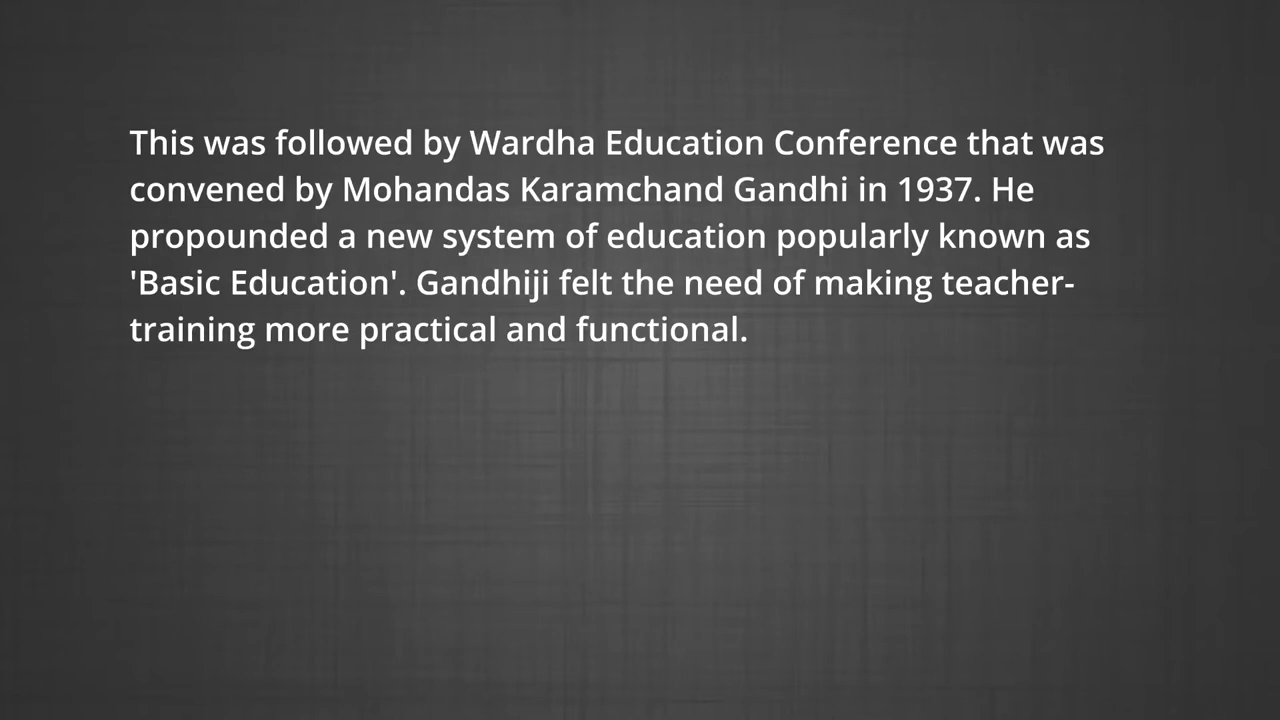 This was followed by Wardha Education Conference that was
convened by Mohandas Karamchand Gandhi in 1937. He
propounded a new system of education popularly known as
'Basic Education'. Gandhiji felt the need of making teacher-
training more practical and functional.